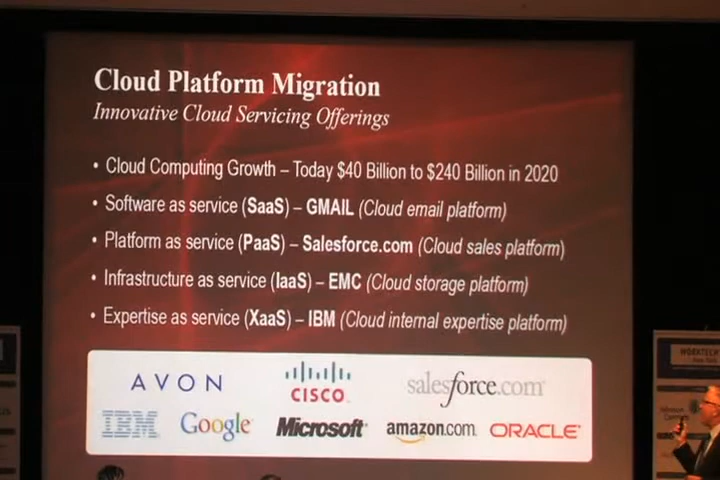 Cloud Platform Migration
Innovative Cloud Servicing Offerings
• Cloud Computing Growth – Today $40 Billion to $240 Billion in 2020
• Software as service (SaaS) – GMAIL (Cloud email platform)
• Platform as service (PaaS) – Salesforce.com (Cloud sales platform)
• Infrastructure as service (IaaS) – EMC (Cloud storage platform)
• Expertise as service (XaaS) – IBM (Cloud internal expertise platform)
AVON
CISCO
salesforce.com
IBM
Google
Microsoft
amazon.com
ORACLE
WORKTECH